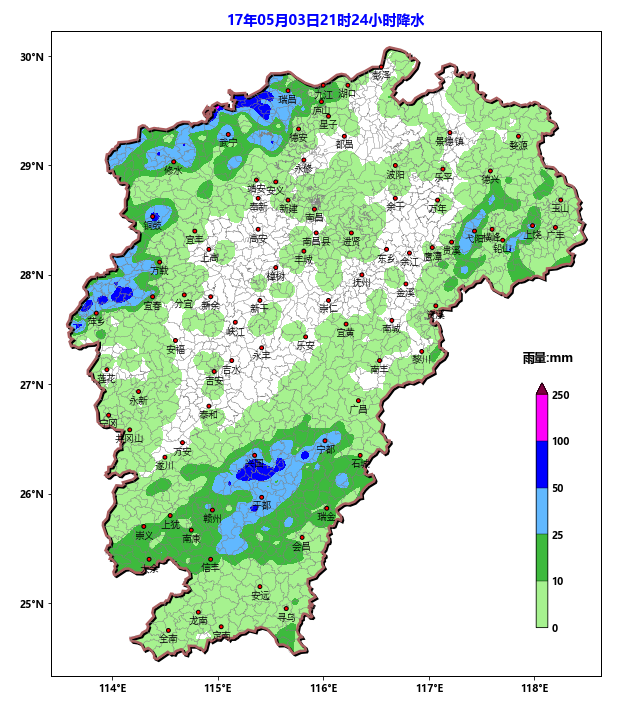 17年05月03日21时24小时降水
30°N
彭泽
瑞昌
九江
湖口
庐山
星子
武宁
德安
都昌
景德镇
婺源
29°N
修水
永修
波阳
乐平
德兴
靖安
安义
奉新
新建
南昌
余干
万年
玉山
铜鼓
宜丰
高安
南昌县
进贤
弋阳
横峰
上饶
广丰
上高
丰城
东乡
余江
鹰潭
贵溪
铅山
28°N
万载
樟树
抚州
金溪
宜春
分宜
新余
新干
崇仁
萍乡
峡江
宜黄
南城
安福
永丰
乐安
黎川
27°N
莲花
吉安
吉水
南丰
永新
宁冈
泰和
广昌
井冈山
万安
宁都
遂川
石城
26°N
于都
上犹
赣州
瑞金
崇义
南康
会昌
信丰
安远
25°N
龙南
寻乌
全南
定南
114°E
115°E
116°E
117°E
118°E
雨量:mm
250
100
50
25
10
0